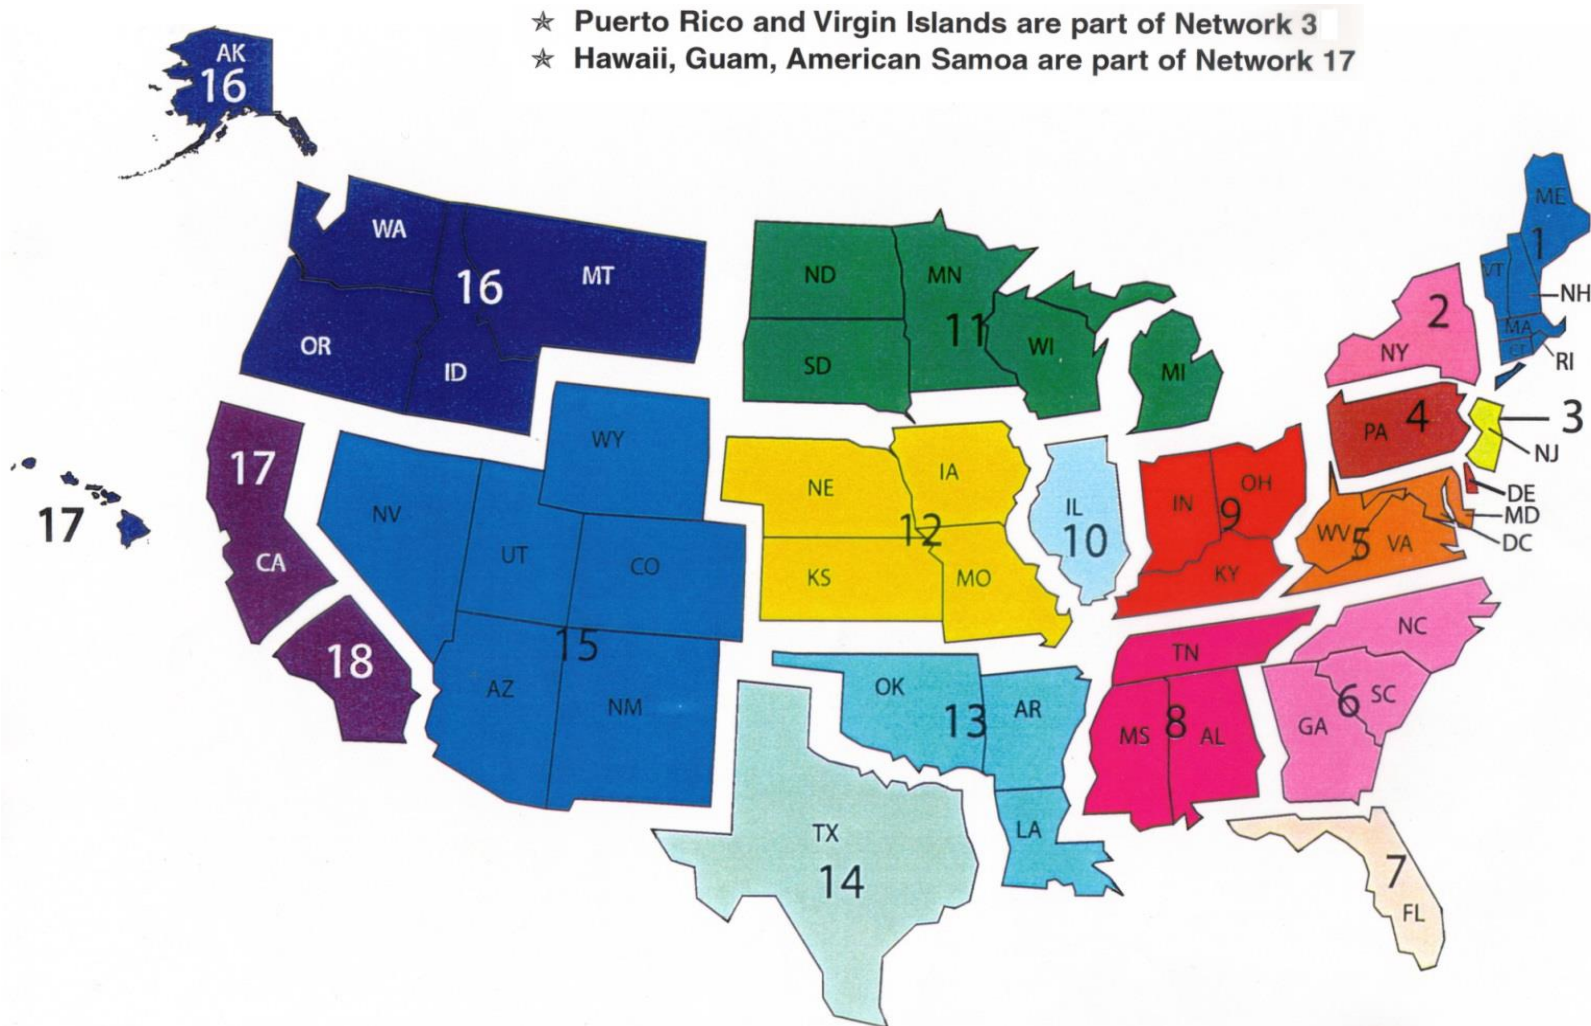 ✯ Puerto Rico and Virgin Islands are part of Network 3
✯ Hawaii, Guam, American Samoa are part of Network 17
AK
16
ME
1
VT
NH
MA
CT
RI
WA
16
MT
OR
ID
ND
MN
11
SD
WI
MI
2
NY
4
PA
3
NJ
DE
MD
DC
17
CA
17
18
WY
NV
UT
CO
15
AZ
NM
NE
IA
12
KS
MO
IL
10
IN
OH
9
KY
WV
5
VA
TN
NC
MS
8
AL
6
SC
GA
OK
13
AR
LA
TX
14
7
FL